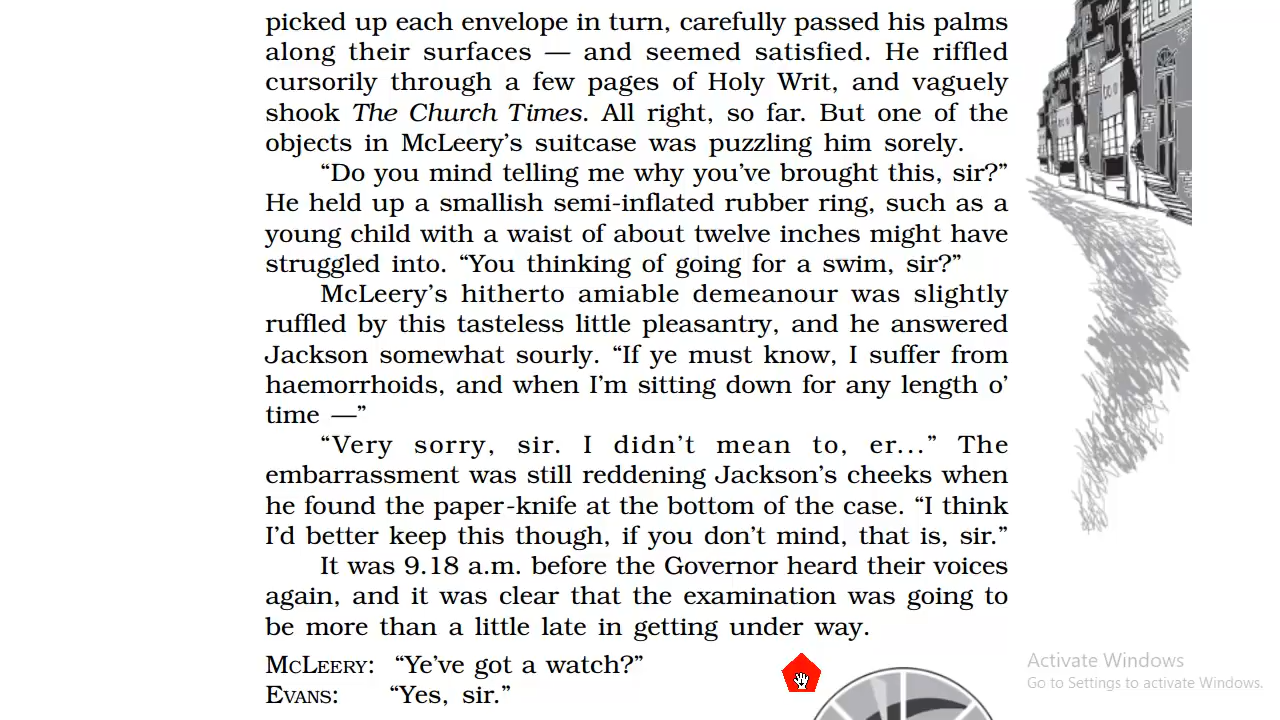 picked up each envelope in turn, carefully passed his palms
along their surfaces — and seemed satisfied. He riffled
cursorily through a few pages of Holy Writ, and vaguely
shook The Church Times. All right, so far. But one of the
objects in McLeery’s suitcase was puzzling him sorely.
“Do you mind telling me why you’ve brought this, sir?”
He held up a smallish semi-inflated rubber ring, such as a
young child with a waist of about twelve inches might have
struggled into. “You thinking of going for a swim, sir?”
McLeery’s hitherto amiable demeanour was slightly
ruffled by this tasteless little pleasantry, and he answered
Jackson somewhat sourly. “If ye must know, I suffer from
haemorrhoids, and when I’m sitting down for any length o’
time —”
“Very sorry, sir. I didn’t mean to, er...” The
embarrassment was still reddening Jackson’s cheeks when
he found the paper-knife at the bottom of the case. “I think
I’d better keep this though, if you don’t mind, that is, sir.”
It was 9.18 a.m. before the Governor heard their voices
again, and it was clear that the examination was going to
be more than a little late in getting under way.
MCLEERY: “Ye’ve got a watch?”
EVANS: “Yes, sir.”
Activate Windows
Go to Settings to activate Windows.